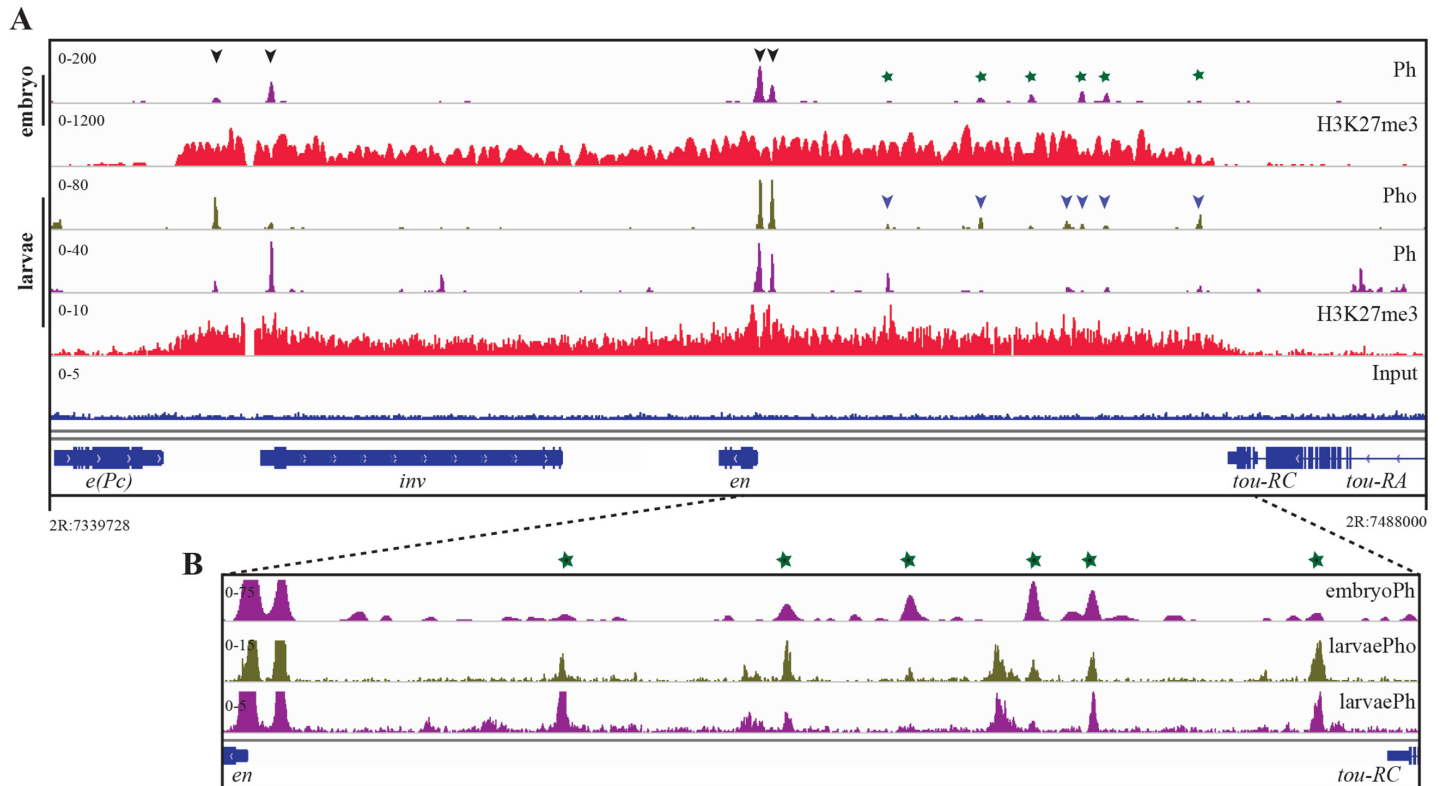 A
embryo
larvae
0-200
Ph
0-1200
H3K27me3
0-80
Pho
0-40
Ph
0-10
H3K27me3
0-5
Input
e(Pc)
inv
en
tou-RC
tou-RA
2R:7339728
2R:7488000
B
0-75
embryoPh
0-15
larvaePho
0-5
larvaePh
en
tou-RC